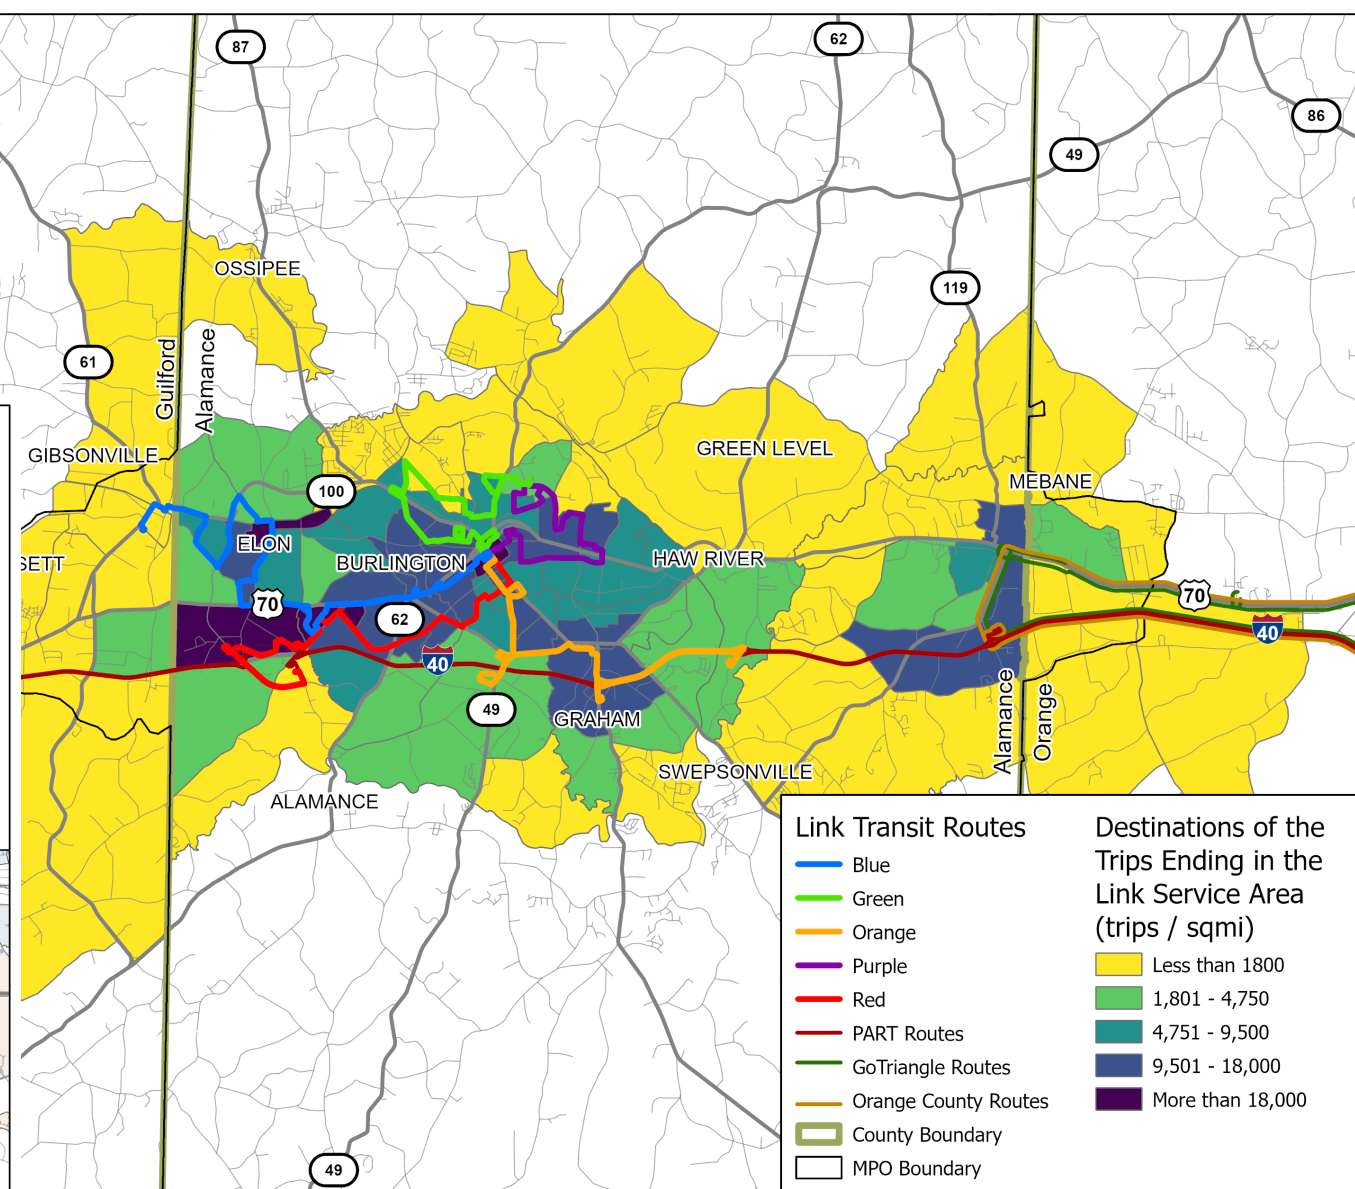 87
62
86
49
OSSIPEE
119
61
Guilford
Alamance
GIBSONVILLE
GREEN LEVEL
MEBANE
100
ELON
BURLINGTON
HAW RIVER
SETT
70
62
70
40
40
49
GRAHAM
Alamance
Orange
SWEPSONVILLE
ALAMANCE
49
Link Transit Routes
Blue
Green
Orange
Purple
Red
PART Routes
GoTriangle Routes
Orange County Routes
County Boundary
MPO Boundary
Destinations of the
Trips Ending in the
Link Service Area
(trips / sqmi)
Less than 1800
1,801 - 4,750
4,751 - 9,500
9,501 - 18,000
More than 18,000